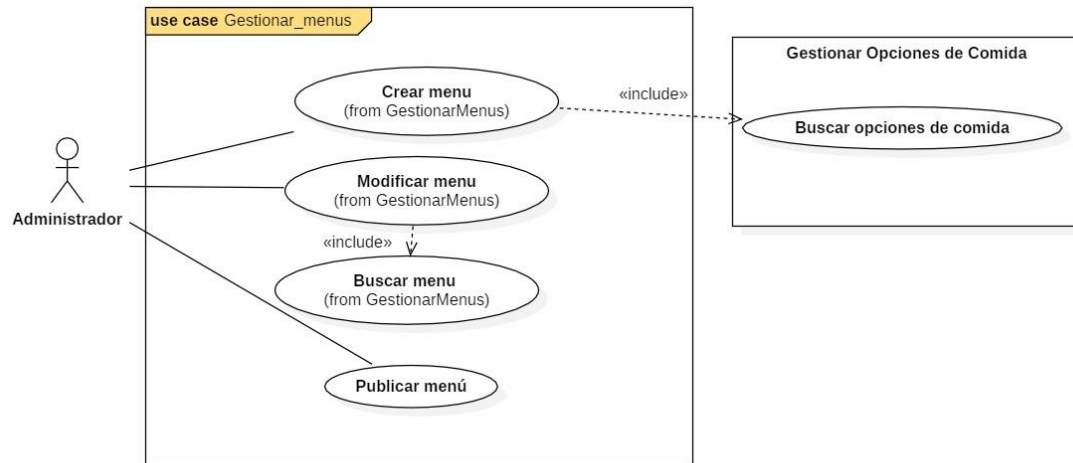 use case Gestionar_menus
Gestionar Opciones de Comida
Crear menu
(from GestionarMenus)
«include»
Buscar opciones de comida
Administrador
Modificar menu
(from GestionarMenus)
«include»
Buscar menu
(from GestionarMenus)
Publicar menú